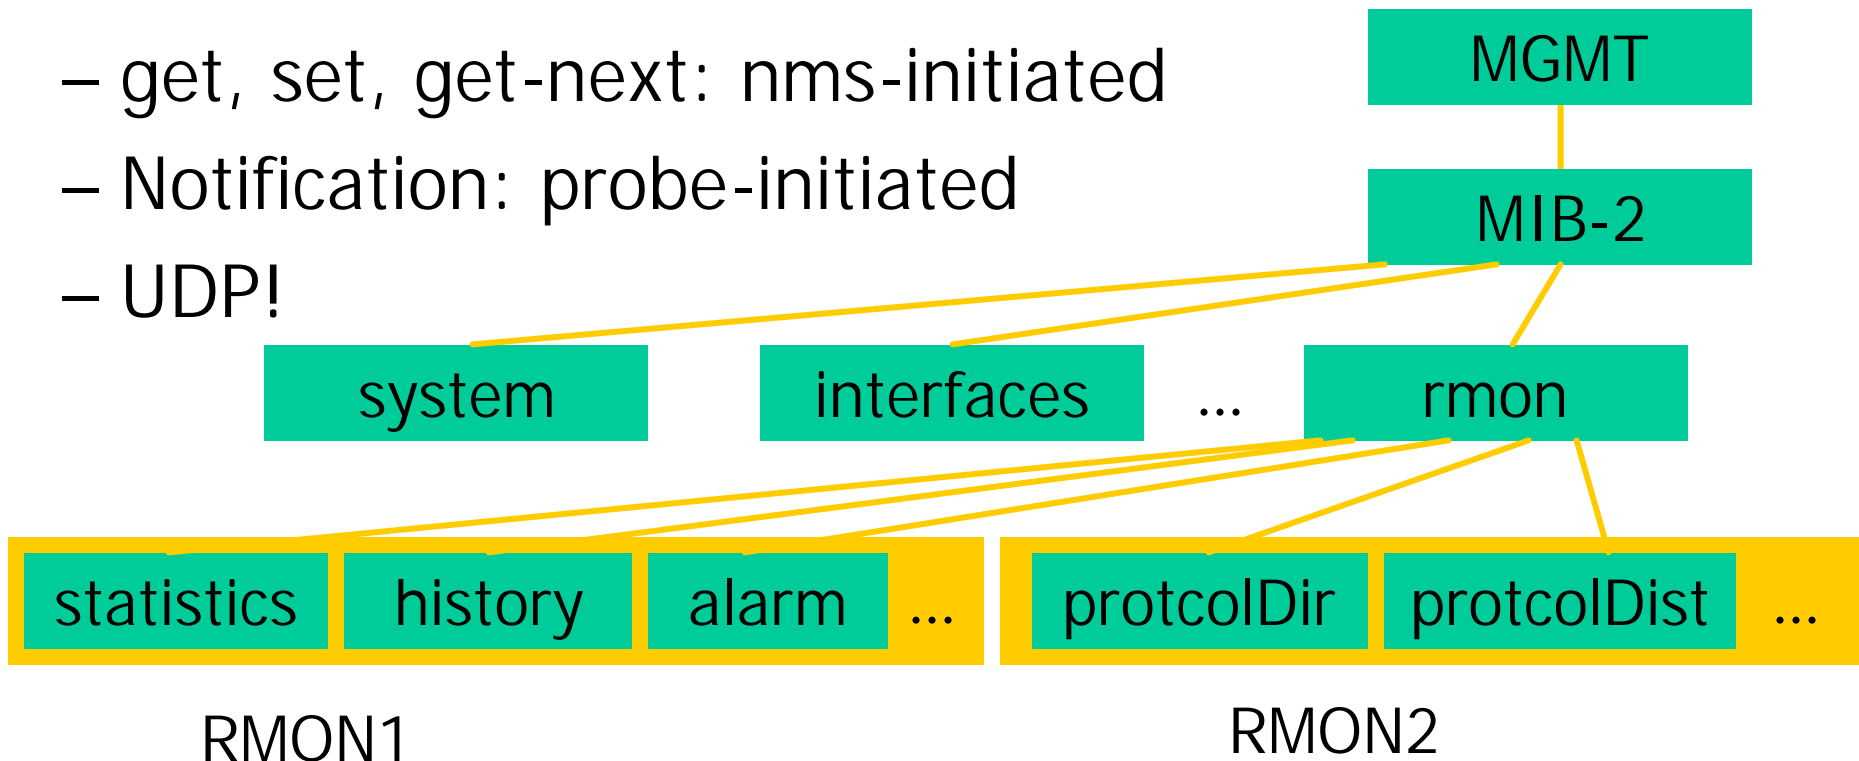 – get, set, get-next: nms-initiated
– Notification: probe-initiated
– UDP!
MGMT
MIB-2
system
interfaces
...
rmon
statistics
history
alarm
...
protcolDir
protcolDist
...
RMON1
RMON2